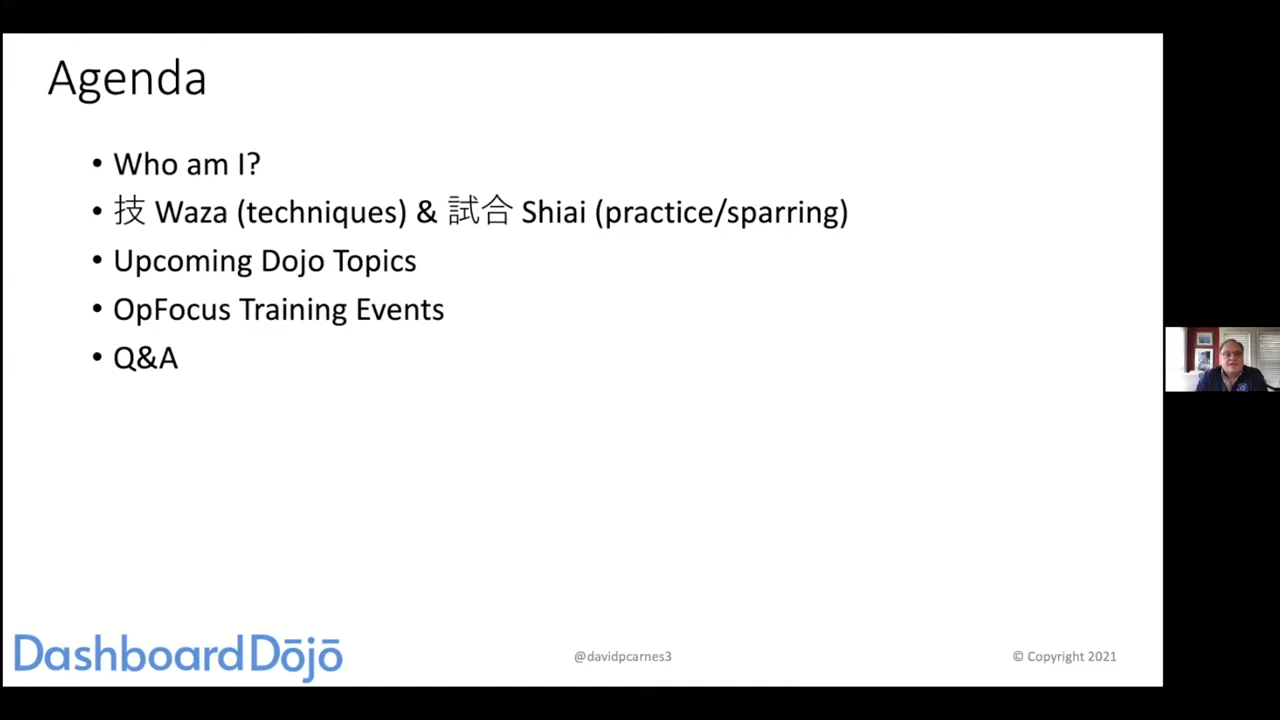 Agenda
• Who am I?
• 技 Waza (techniques) & 試合 Shiai (practice/sparring)
• Upcoming Dojo Topics
• OpFocus Training Events
• Q&A
DashboardDōjō
@davidpcarnes3
© Copyright 2021